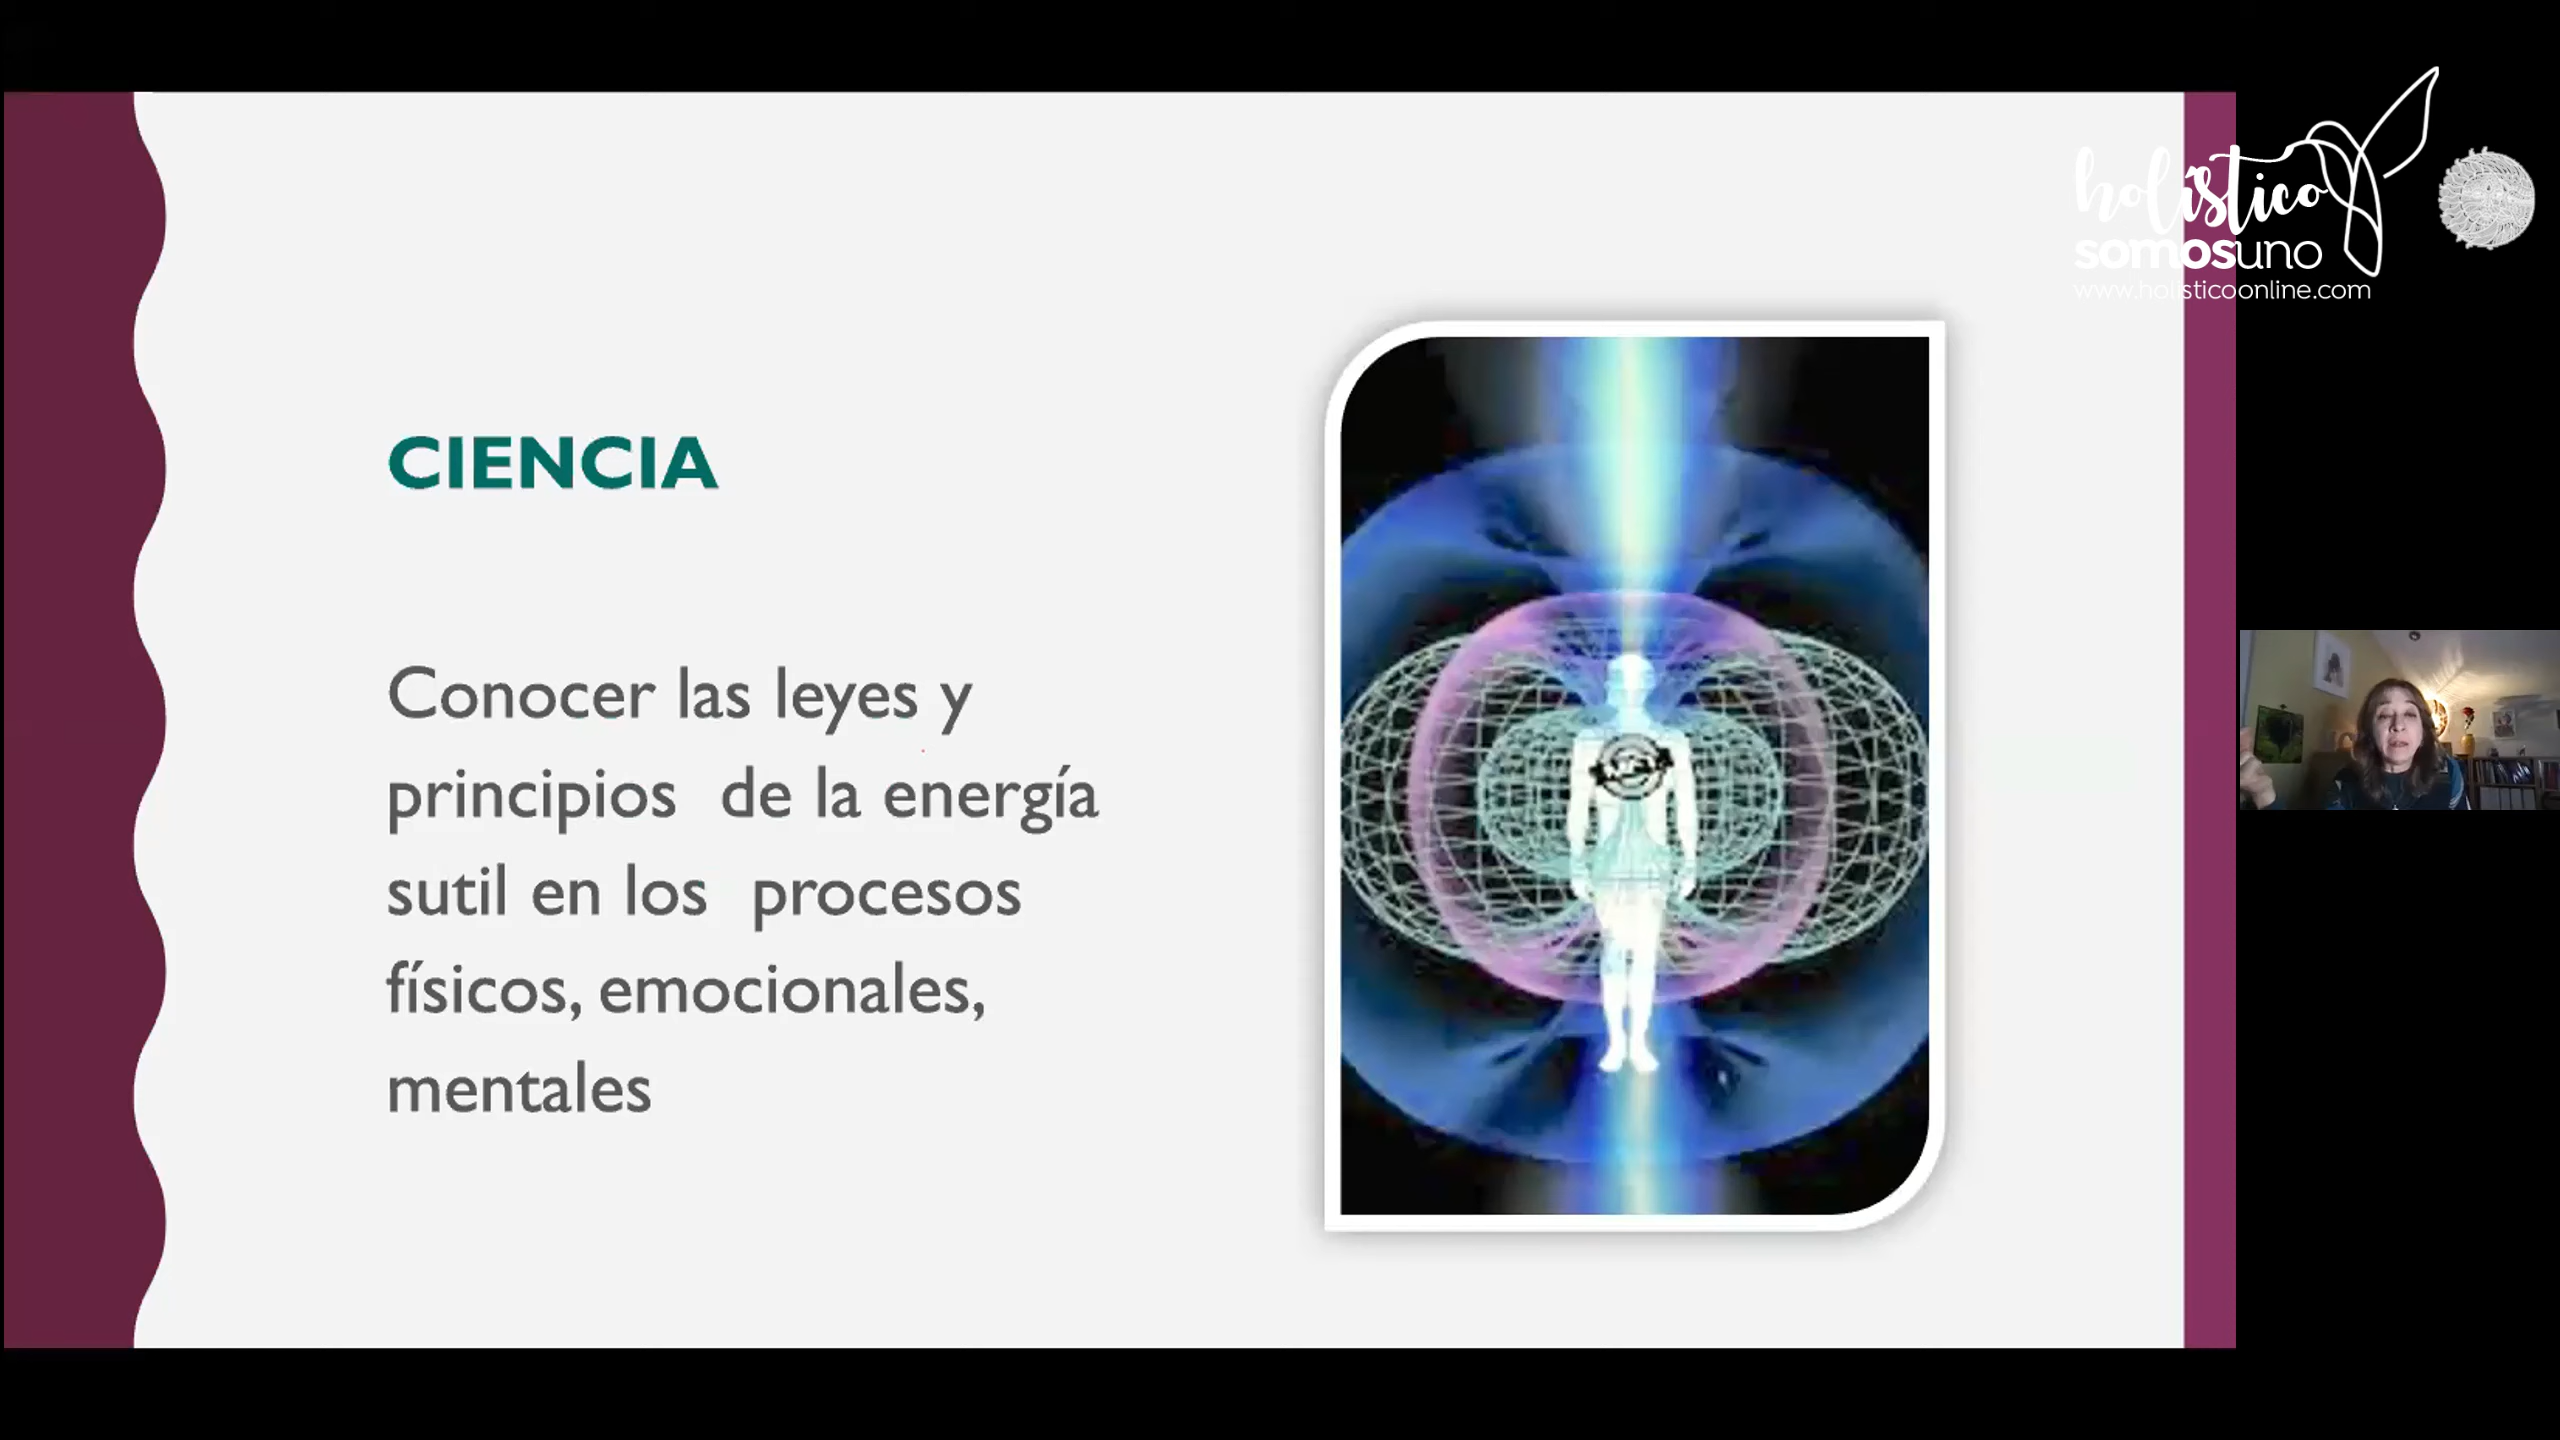 holístico
somosuno
www.holisticoonline.com
CIENCIA
Conocer las leyes y
principios de la energía
sutil en los procesos
físicos, emocionales,
mentales